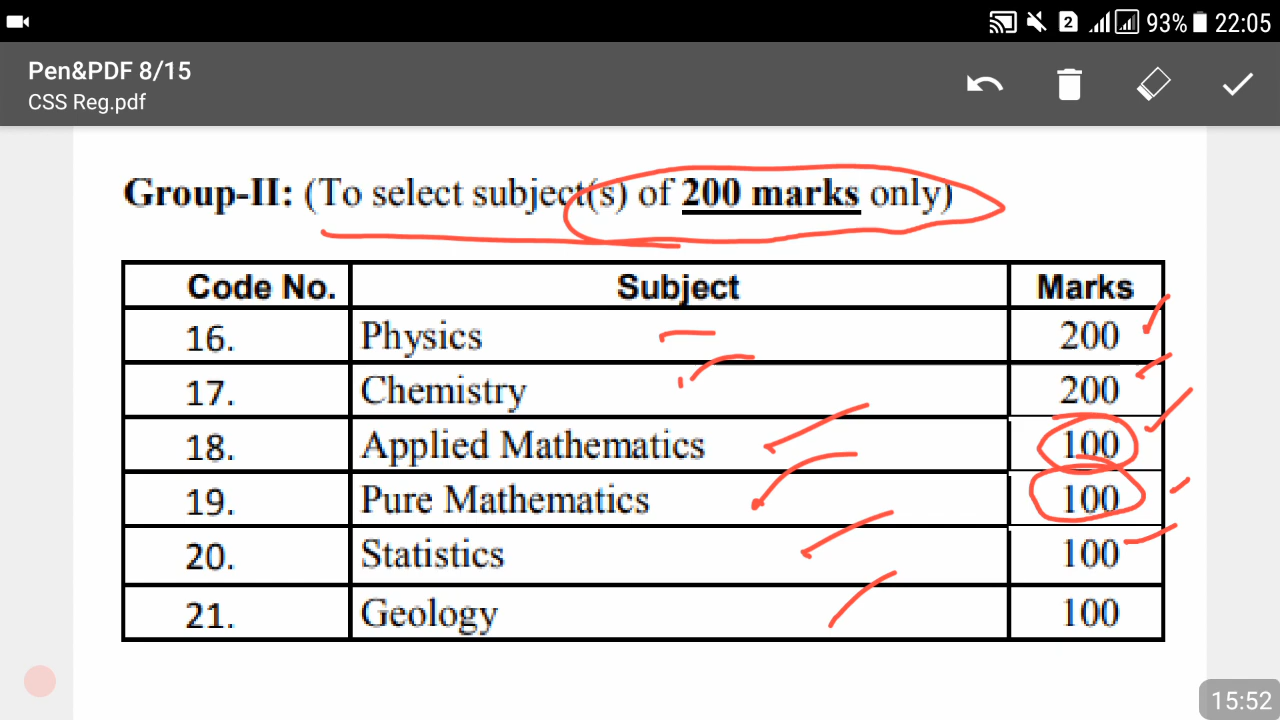 2 93% 22:05
Pen&PDF 8/15
CSS Reg.pdf
Group-II: (To select subject(s) of 200 marks only)
Code No. Subject Marks
16. Physics 200
17. Chemistry 200
18. Applied Mathematics 100
19. Pure Mathematics 100
20. Statistics 100
21. Geology 100
15:52